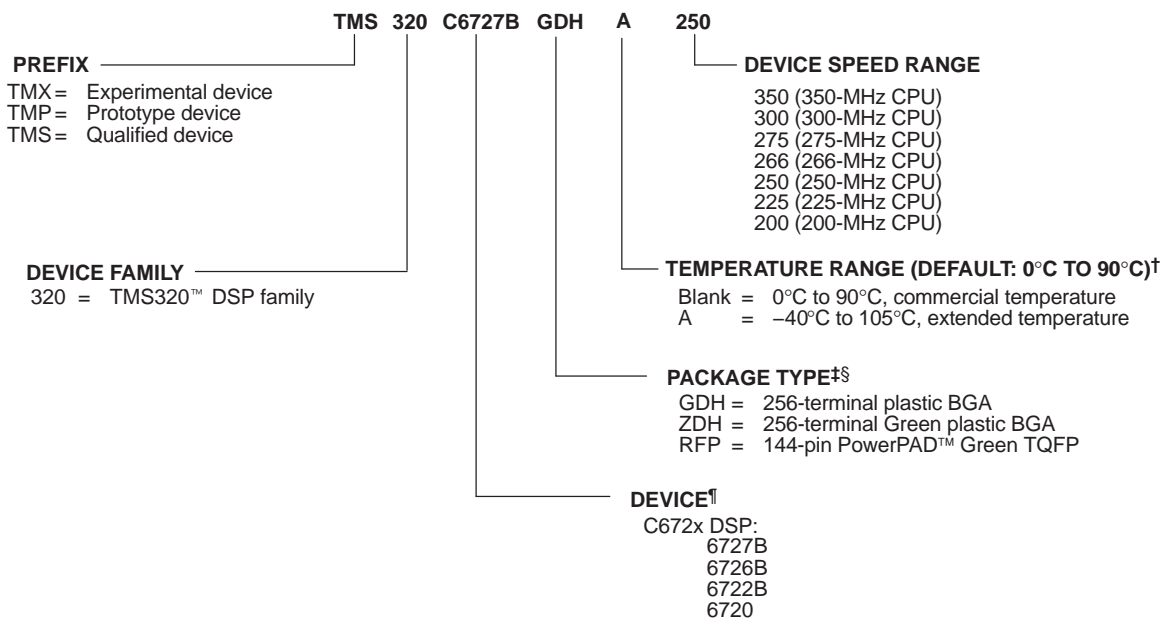 TMS 320 C6727B GDH A 250
PREFIX
TMX = Experimental device
TMP = Prototype device
TMS = Qualified device
DEVICE SPEED RANGE
350 (350-MHz CPU)
300 (300-MHz CPU)
275 (275-MHz CPU)
266 (266-MHz CPU)
250 (250-MHz CPU)
225 (225-MHz CPU)
200 (200-MHz CPU)
DEVICE FAMILY
320 = TMS320™ DSP family
TEMPERATURE RANGE (DEFAULT: 0°C TO 90°C)†
Blank = 0°C to 90°C, commercial temperature
A = −40°C to 105°C, extended temperature
PACKAGE TYPE‡§
GDH = 256-terminal plastic BGA
ZDH = 256-terminal Green plastic BGA
RFP = 144-pin PowerPAD™ Green TQFP
DEVICE¶
C672x DSP:
6727B
6726B
6722B
6720